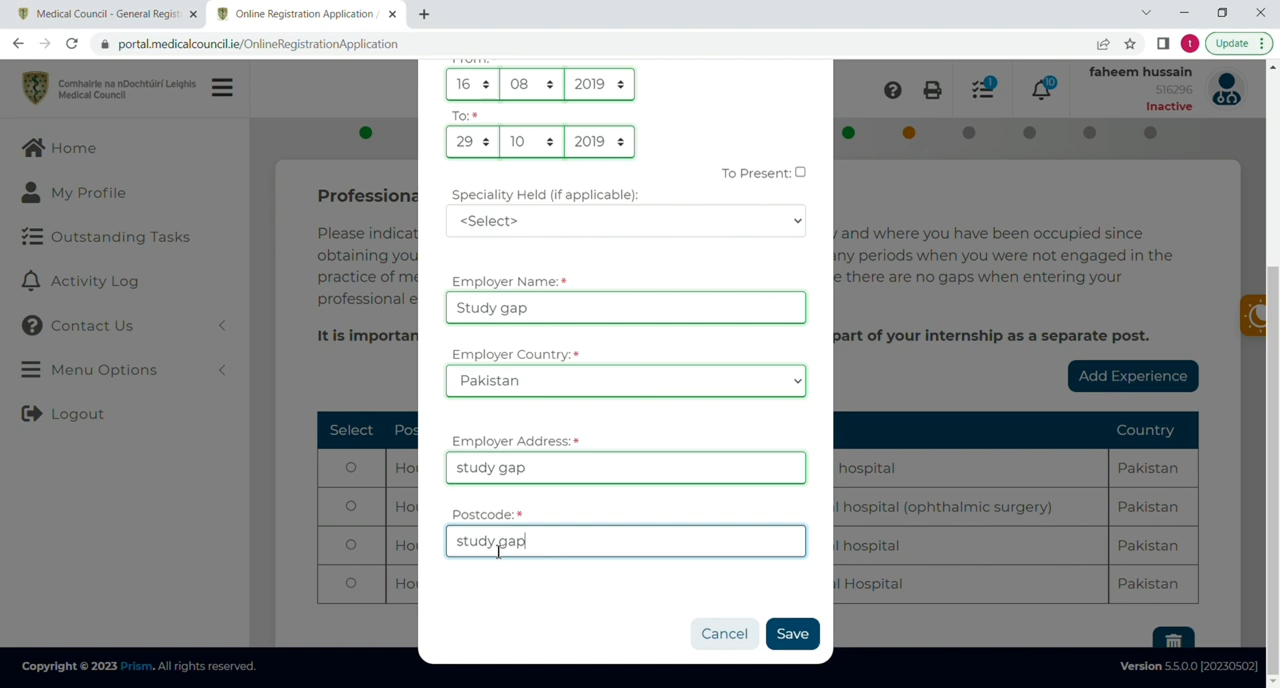 Medical Council - General Regist
Online Registration Application /
portal.medicalcouncil.ie/OnlineRegistrationApplication
t
Update
Comhairle na nDochtúirí Leighis
Medical Council
1
10
faheem hussain
516296
Inactive
Home
My Profile
Outstanding Tasks
Activity Log
Contact Us
Menu Options
Logout
From:
16 08 2019
To:*
29 10 2019
To Present:
Speciality Held (if applicable):
<Select>
Employer Name:*
Study gap
Employer Country:*
Pakistan
Employer Address:*
study gap
Postcode:*
study gap
Cancel Save
Professiona
Please indicat y and where you have been occupied since
obtaining you any periods when you were not engaged in the
practice of me e there are no gaps when entering your
professional e
It is importan part of your internship as a separate post.
Add Experience
Select Pos Country
Hou hospital Pakistan
Hou l hospital (ophthalmic surgery) Pakistan
Hou l hospital Pakistan
Hou al Hospital Pakistan
Copyright © 2023 Prism. All rights reserved.
Version 5.5.0.0 [20230502]